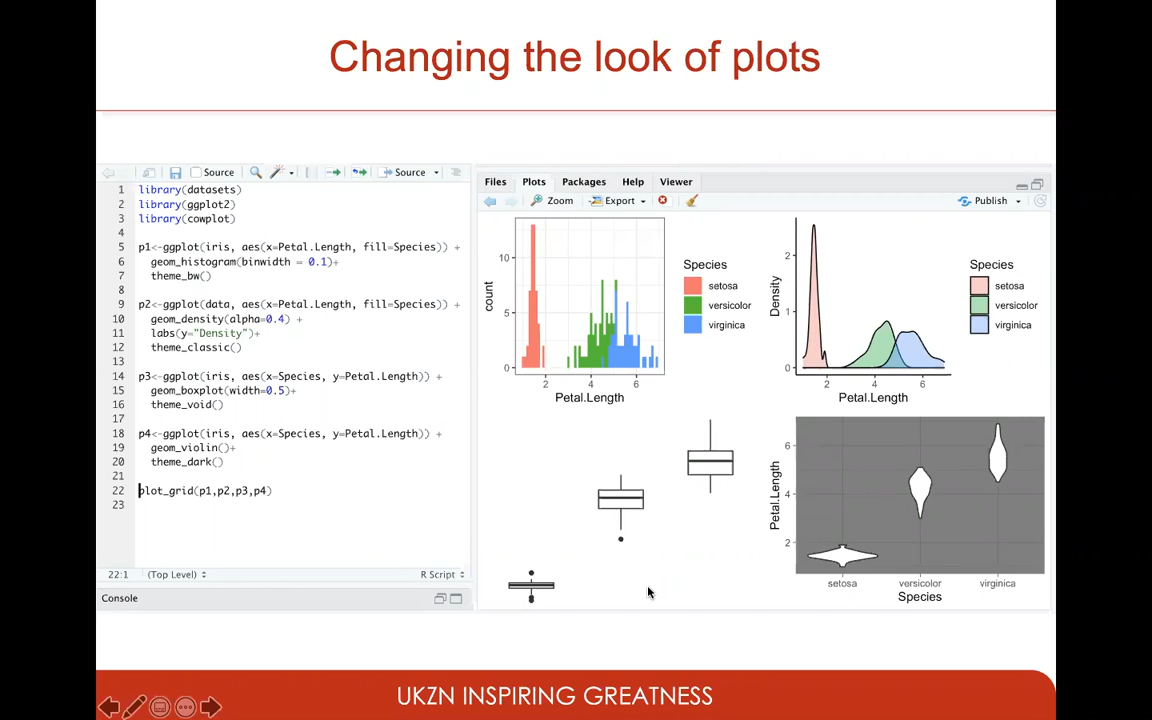 Changing the look of plots
Source
Source
1 library(datasets)
2 library(ggplot2)
3 library(cowplot)
4
5 p1<-ggplot(iris, aes(x=Petal.Length, fill=Species)) +
6 geom_histogram(binwidth = 0.1)+
7 theme_bw()
8
9 p2<-ggplot(data, aes(x=Petal.Length, fill=Species)) +
10 geom_density(alpha=0.4) +
11 labs(y="Density")+
12 theme_classic()
13
14 p3<-ggplot(iris, aes(x=Species, y=Petal.Length)) +
15 geom_boxplot(width=0.5)+
16 theme_void()
17
18 p4<-ggplot(iris, aes(x=Species, y=Petal.Length)) +
19 geom_violin()+
20 theme_dark()
21
22 plot_grid(p1,p2,p3,p4)
23
22:1 (Top Level) R Script
Console
Files Plots Packages Help Viewer
Zoom Export Publish
count
10
5
0
2 4 6
Petal.Length
Species
setosa
versicolor
virginica
Density
2
1
0
2 4 6
Petal.Length
Species
setosa
versicolor
virginica
Petal.Length
6
4
2
setosa versicolor virginica
Species
UKZN INSPIRING GREATNESS